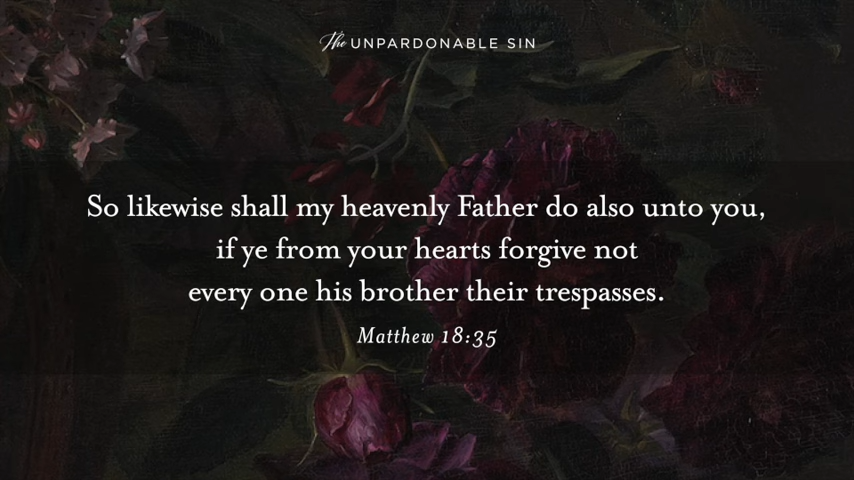 The UNPARDONABLE SIN
So likewise shall my heavenly Father do also unto you,
if ye from your hearts forgive not
every one his brother their trespasses.
Matthew 18:35